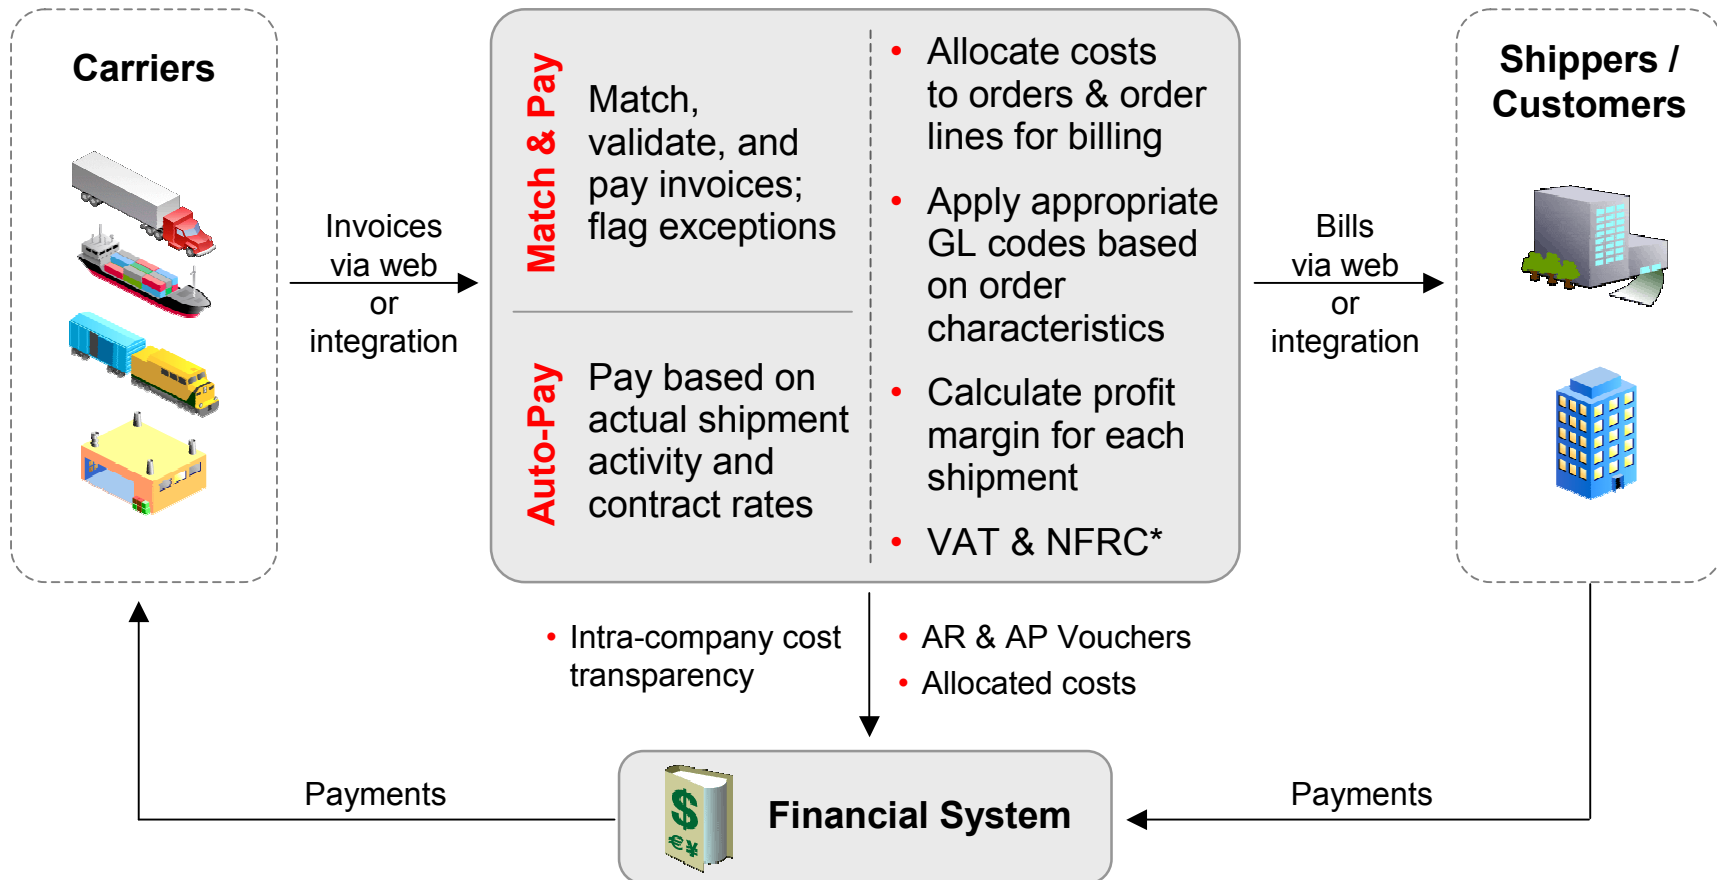 Carriers
Invoices
via web
or
integration
Match & Pay
Match,
validate, and
pay invoices;
flag exceptions
Auto-Pay
Pay based on
actual shipment
activity and
contract rates
• Allocate costs
to orders & order
lines for billing
• Apply appropriate
GL codes based
on order
characteristics
• Calculate profit
margin for each
shipment
• VAT & NFRC*
Bills
via web
or
integration
Shippers /
Customers
• Intra-company cost
transparency
• AR & AP Vouchers
• Allocated costs
Payments
$
€¥
Financial System
Payments